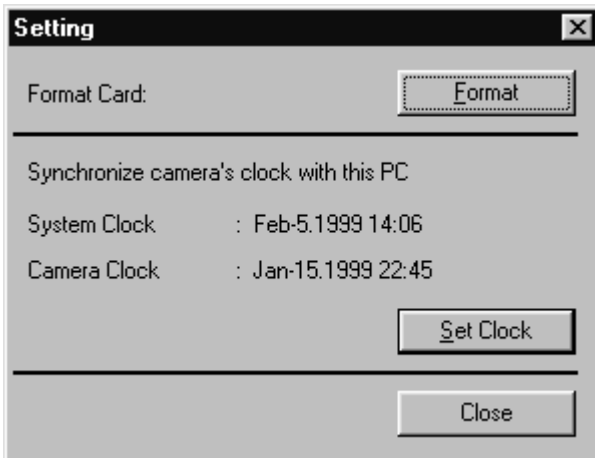 Setting
Format Card: Format
Synchronize camera's clock with this PC
System Clock : Feb-5.1999 14:06
Camera Clock : Jan-15.1999 22:45
Set Clock
Close